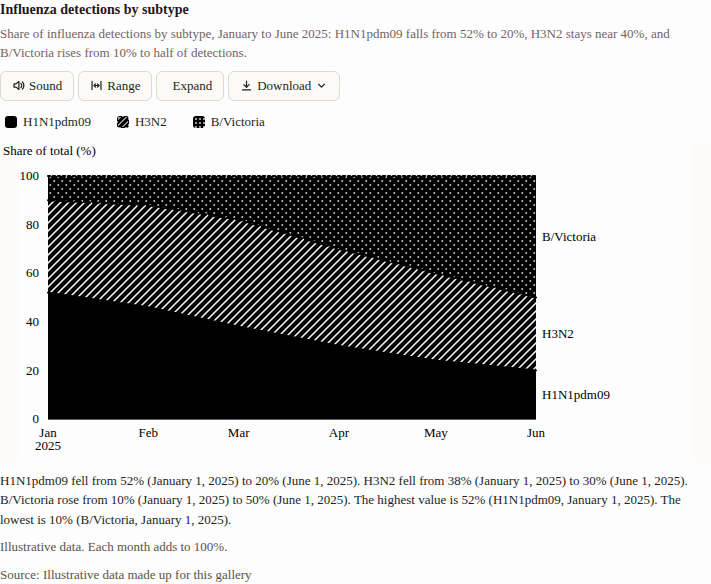 Influenza detections by subtype
Share of influenza detections by subtype, January to June 2025: H1N1pdm09 falls from 52% to 20%, H3N2 stays near 40%, and
B/Victoria rises from 10% to half of detections.
Sound Range Expand Download
H1N1pdm09 H3N2 B/Victoria
Share of total (%)
100
80
60
40
20
0
B/Victoria
H3N2
H1N1pdm09
Jan Feb Mar Apr May Jun
2025
H1N1pdm09 fell from 52% (January 1, 2025) to 20% (June 1, 2025). H3N2 fell from 38% (January 1, 2025) to 30% (June 1, 2025).
B/Victoria rose from 10% (January 1, 2025) to 50% (June 1, 2025). The highest value is 52% (H1N1pdm09, January 1, 2025). The
lowest is 10% (B/Victoria, January 1, 2025).
Illustrative data. Each month adds to 100%.
Source: Illustrative data made up for this gallery